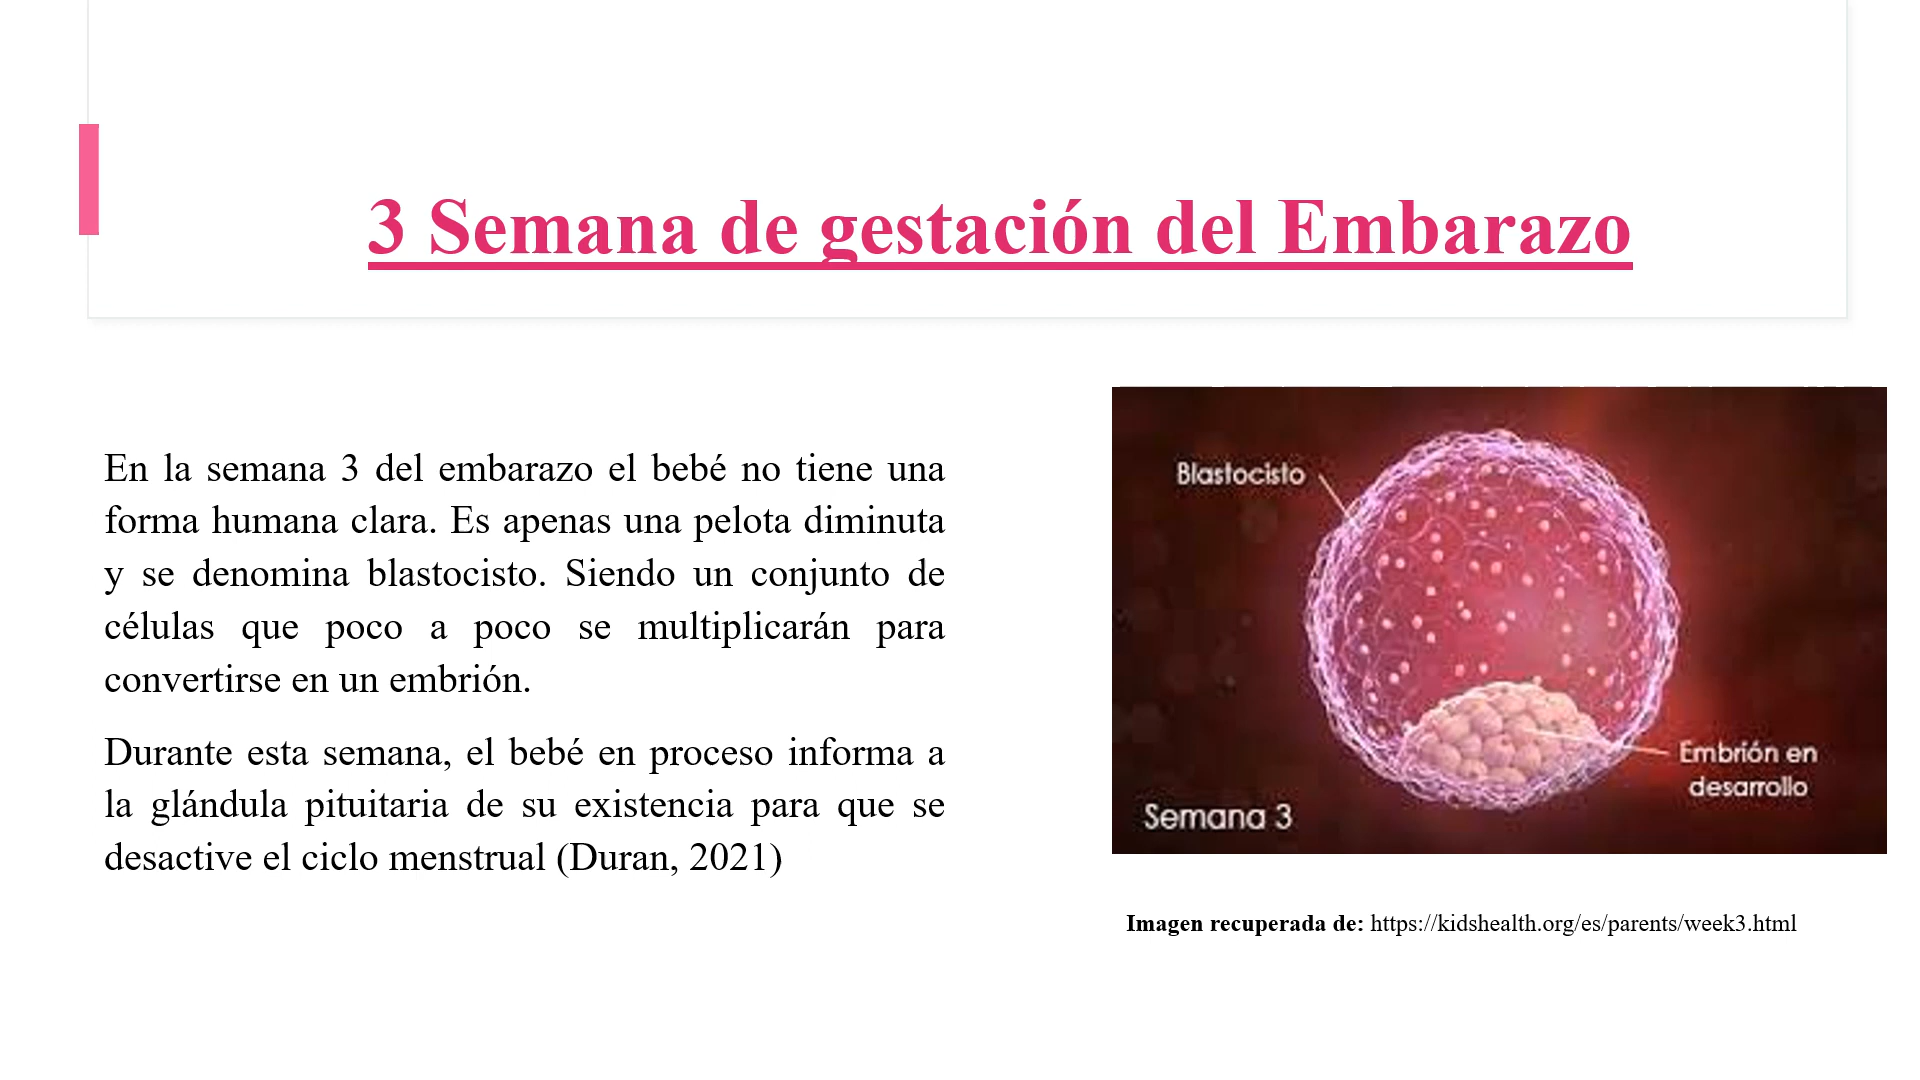 3 Semana de gestación del Embarazo
En la semana 3 del embarazo el bebé no tiene una
forma humana clara. Es apenas una pelota diminuta
y se denomina blastocisto. Siendo un conjunto de
células que poco a poco se multiplicarán para
convertirse en un embrión.
Durante esta semana, el bebé en proceso informa a
la glándula pituitaria de su existencia para que se
desactive el ciclo menstrual (Duran, 2021)
Blastocisto
Embrión en
desarrollo
Semana 3
Imagen recuperada de: https://kidshealth.org/es/parents/week3.html